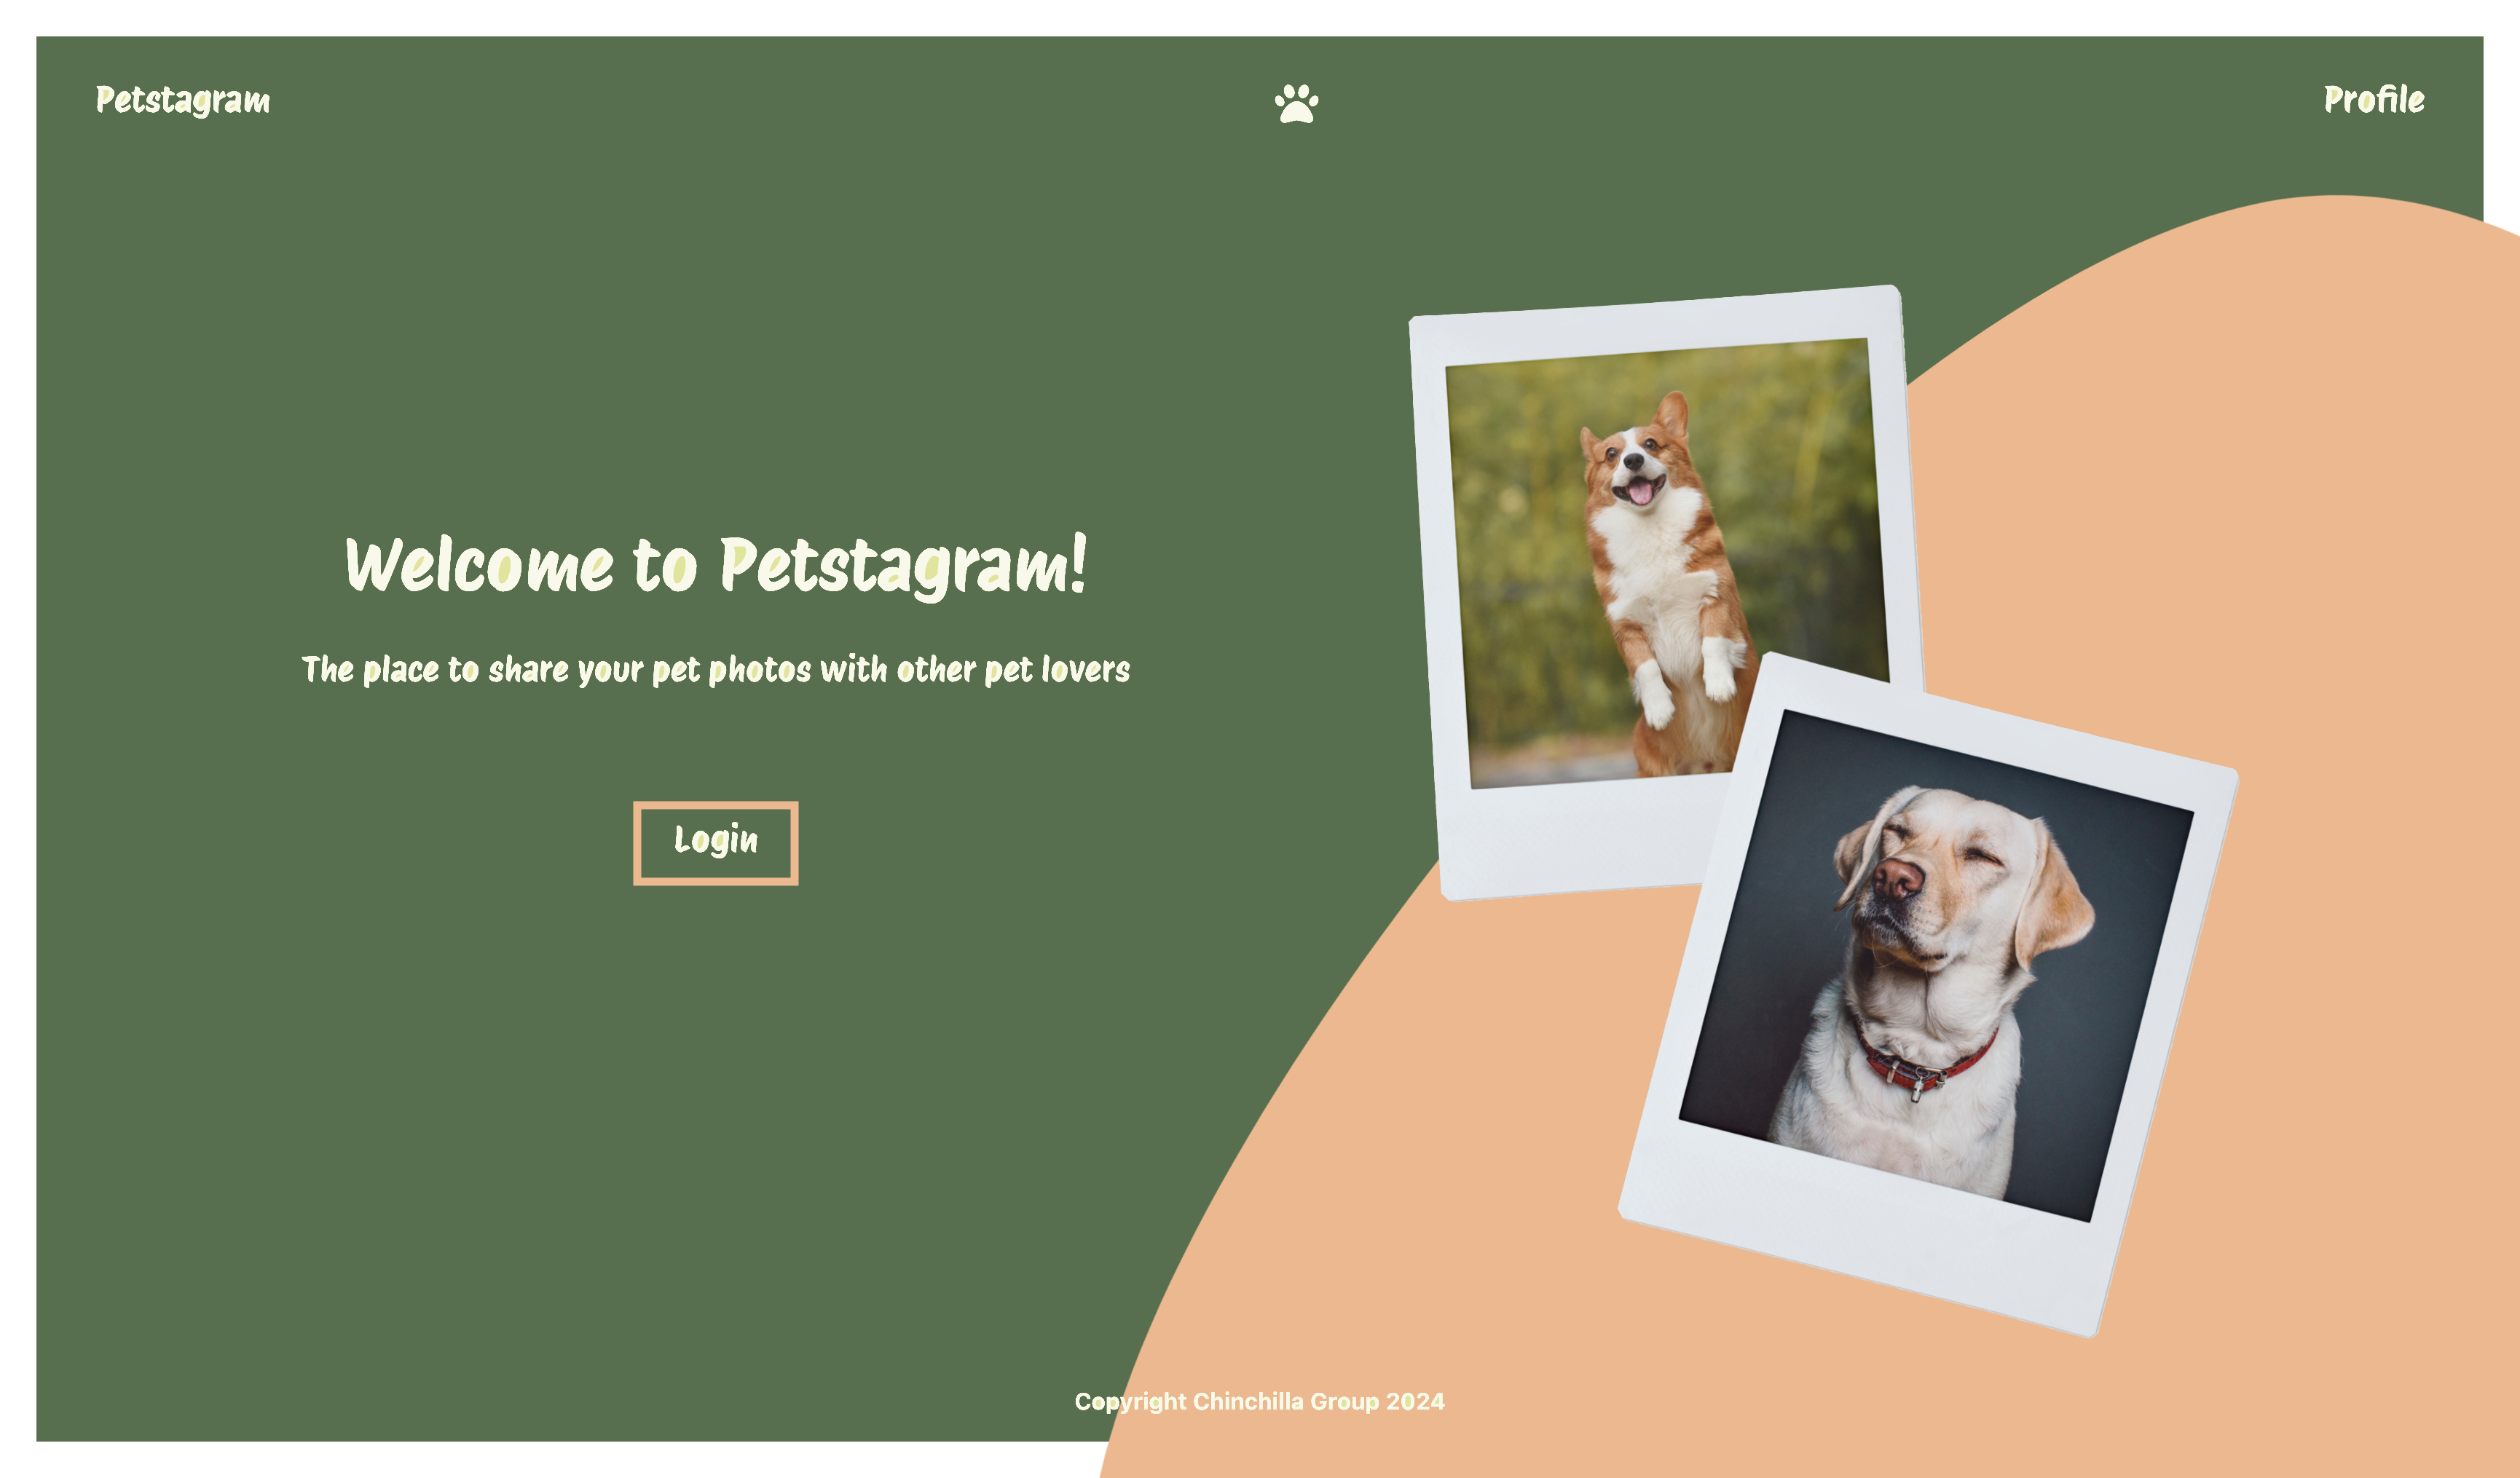 Petstagram
Profile
Welcome to Petstagram!
The place to share your pet photos with other pet lovers
Login
Copyright Chinchilla Group 2024